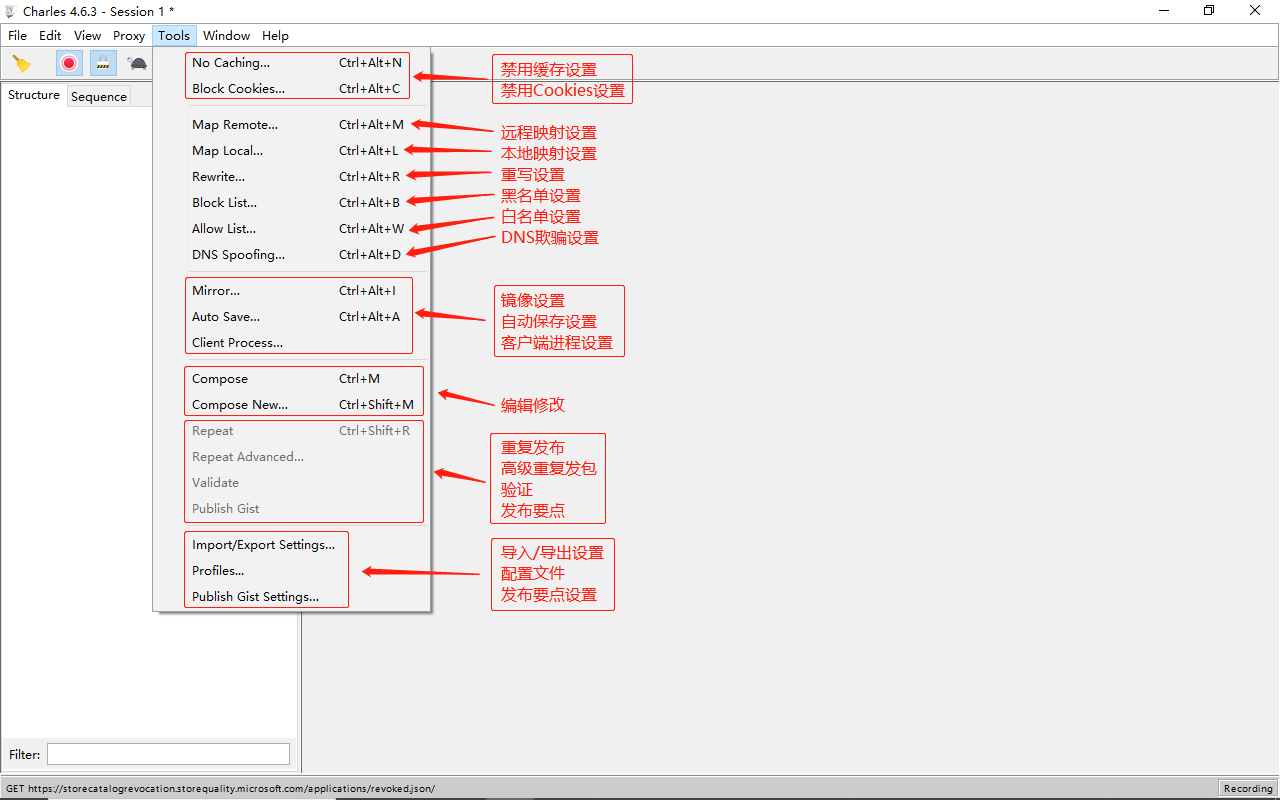 Charles 4.6.3 - Session 1 *
File Edit View Proxy Tools Window Help
Structure Sequence
No Caching... Ctrl+Alt+N
Block Cookies... Ctrl+Alt+C
禁用缓存设置
禁用Cookies设置
Map Remote... Ctrl+Alt+M
Map Local... Ctrl+Alt+L
Rewrite... Ctrl+Alt+R
Block List... Ctrl+Alt+B
Allow List... Ctrl+Alt+W
DNS Spoofing... Ctrl+Alt+D
远程映射设置
本地映射设置
重写设置
黑名单设置
白名单设置
DNS欺骗设置
Mirror... Ctrl+Alt+I
Auto Save... Ctrl+Alt+A
Client Process...
镜像设置
自动保存设置
客户端进程设置
Compose Ctrl+M
Compose New... Ctrl+Shift+M
编辑修改
Repeat Ctrl+Shift+R
Repeat Advanced...
Validate
Publish Gist
重复发布
高级重复发包
验证
发布要点
Import/Export Settings...
Profiles...
Publish Gist Settings...
导入/导出设置
配置文件
发布要点设置
Filter:
GET https://storecatalogrevocation.storequality.microsoft.com/applications/revoked.json/
Recording